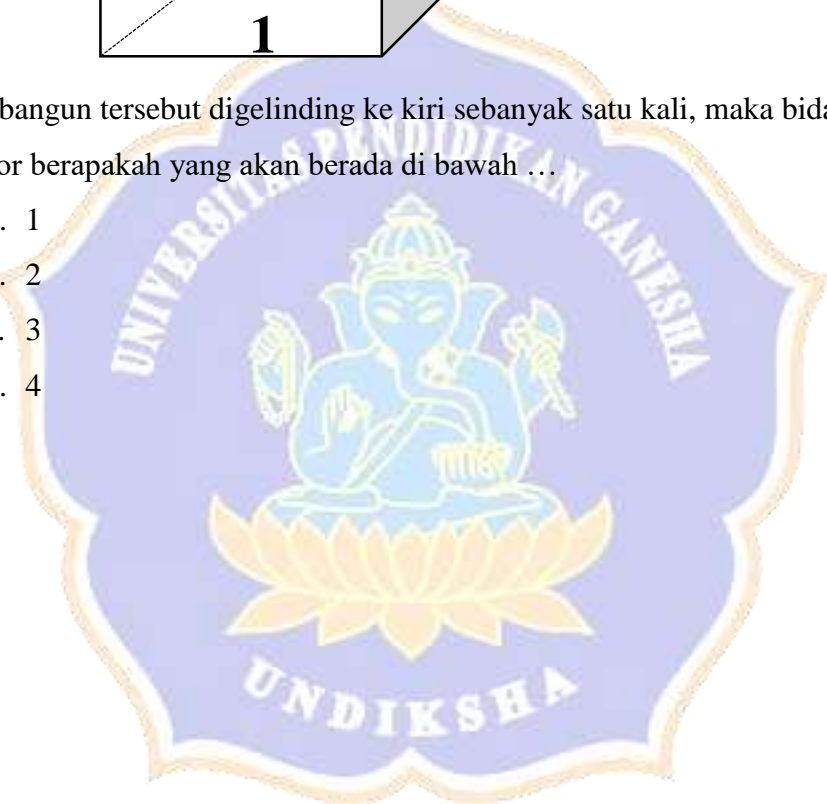 1
bangun tersebut digelinding ke kiri sebanyak satu kali, maka bida
or berapakah yang akan berada di bawah …
. 1
. 2
. 3
. 4
UNIVERSITAS PENDIDIKAN GANESHA
UNDIKSHA